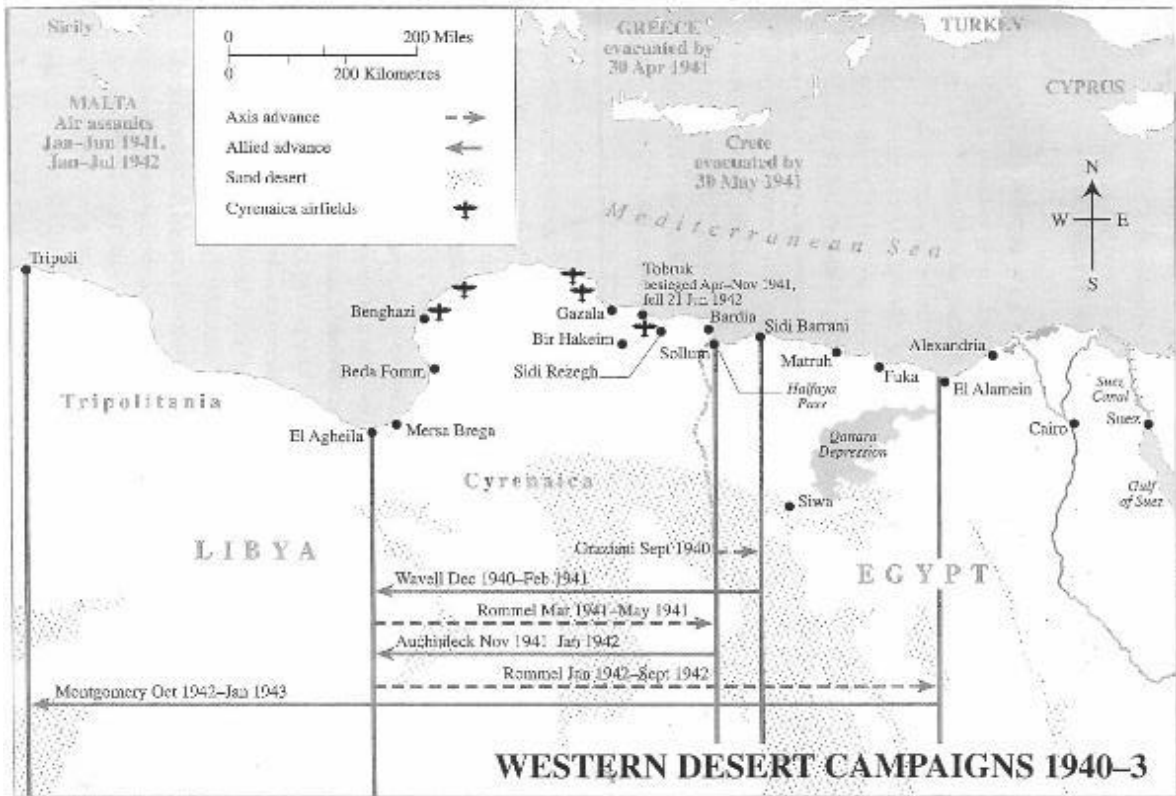 Sicily
GREECE
evacuated by
30 Apr 1941
TURKEY
CYPRUS
MALTA
Air assaults
Jan–Jun 1941,
Jan–Jul 1942
0 200 Miles
0 200 Kilometres
Axis advance
Allied advance
Sand desert
Cyrenaica airfields
Crete
evacuated by
30 May 1941
N
W E
S
Mediterranean Sea
Tripoli
Tobruk
besieged Apr–Nov 1941,
fell 21 Jun 1942
Benghazi
Gazala
Bardia
Sidi Barrani
Bir Hakeim
Sollum
Matruh
Alexandria
Beda Fomm
Sidi Rezegh
Halfaya
Pass
Fuka
El Alamein
Suez
Canal
Tripolitania
El Agheila
Mersa Brega
Qattara
Depression
Cairo
Suez
Cyrenaica
Siwa
Gulf
of Suez
LIBYA
EGYPT
Graziani Sept 1940
Wavell Dec 1940–Feb 1941
Rommel Mar 1941–May 1941
Auchinleck Nov 1941–Jan 1942
Rommel Jan 1942–Sept 1942
Montgomery Oct 1942–Jan 1943
WESTERN DESERT CAMPAIGNS 1940–3